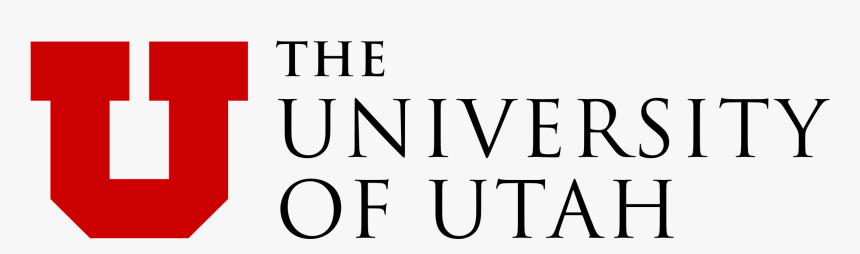 U
THE
UNIVERSITY
OF UTAH